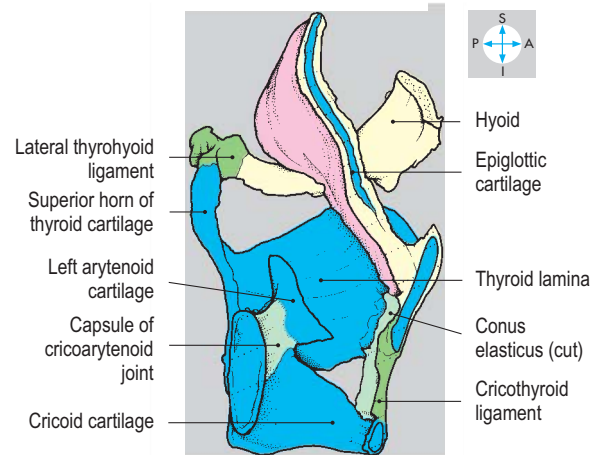 S
P A
I
Hyoid
Epiglottic
cartilage
Lateral thyrohyoid
ligament
Superior horn of
thyroid cartilage
Left arytenoid
cartilage
Thyroid lamina
Capsule of
cricoarytenoid
joint
Conus
elasticus (cut)
Cricothyroid
ligament
Cricoid cartilage